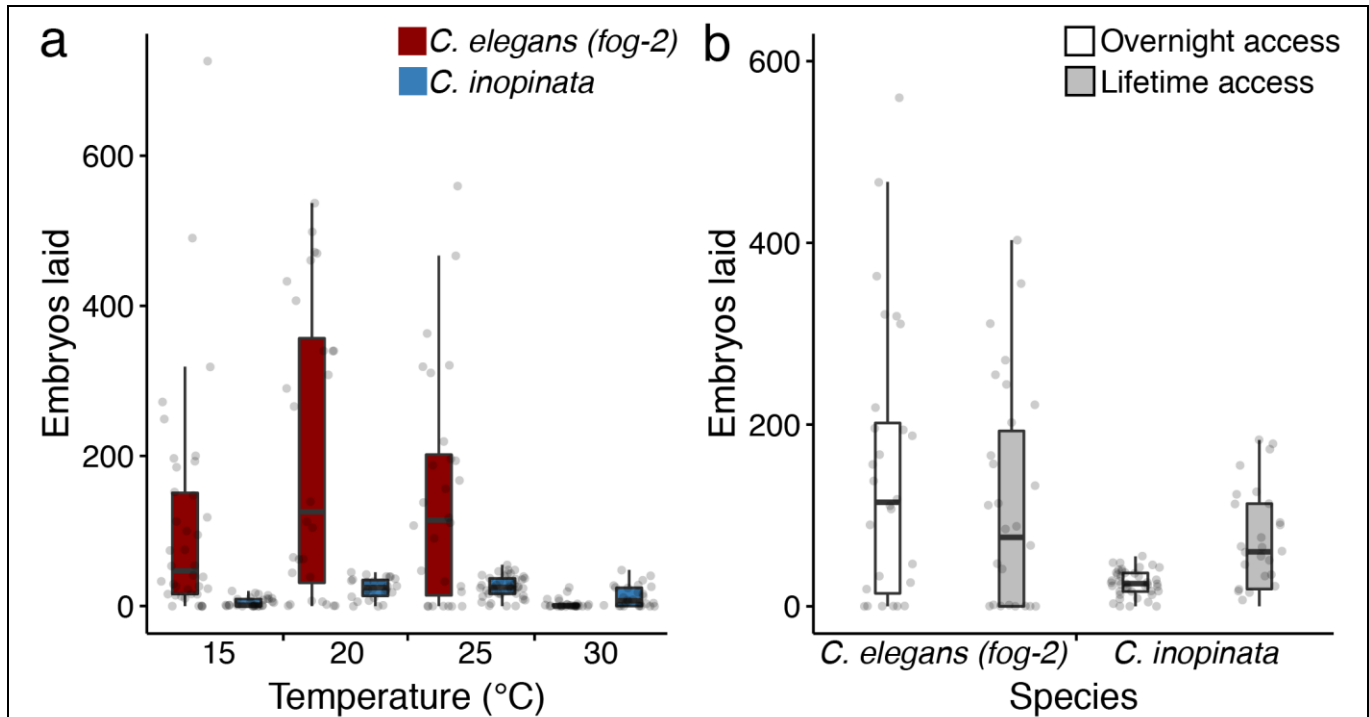 a
C. elegans (fog-2)
C. inopinata
Embryos laid
600
400
200
0
15 20 25 30
Temperature (°C)
b
Overnight access
Lifetime access
Embryos laid
600
400
200
0
C. elegans (fog-2) C. inopinata
Species